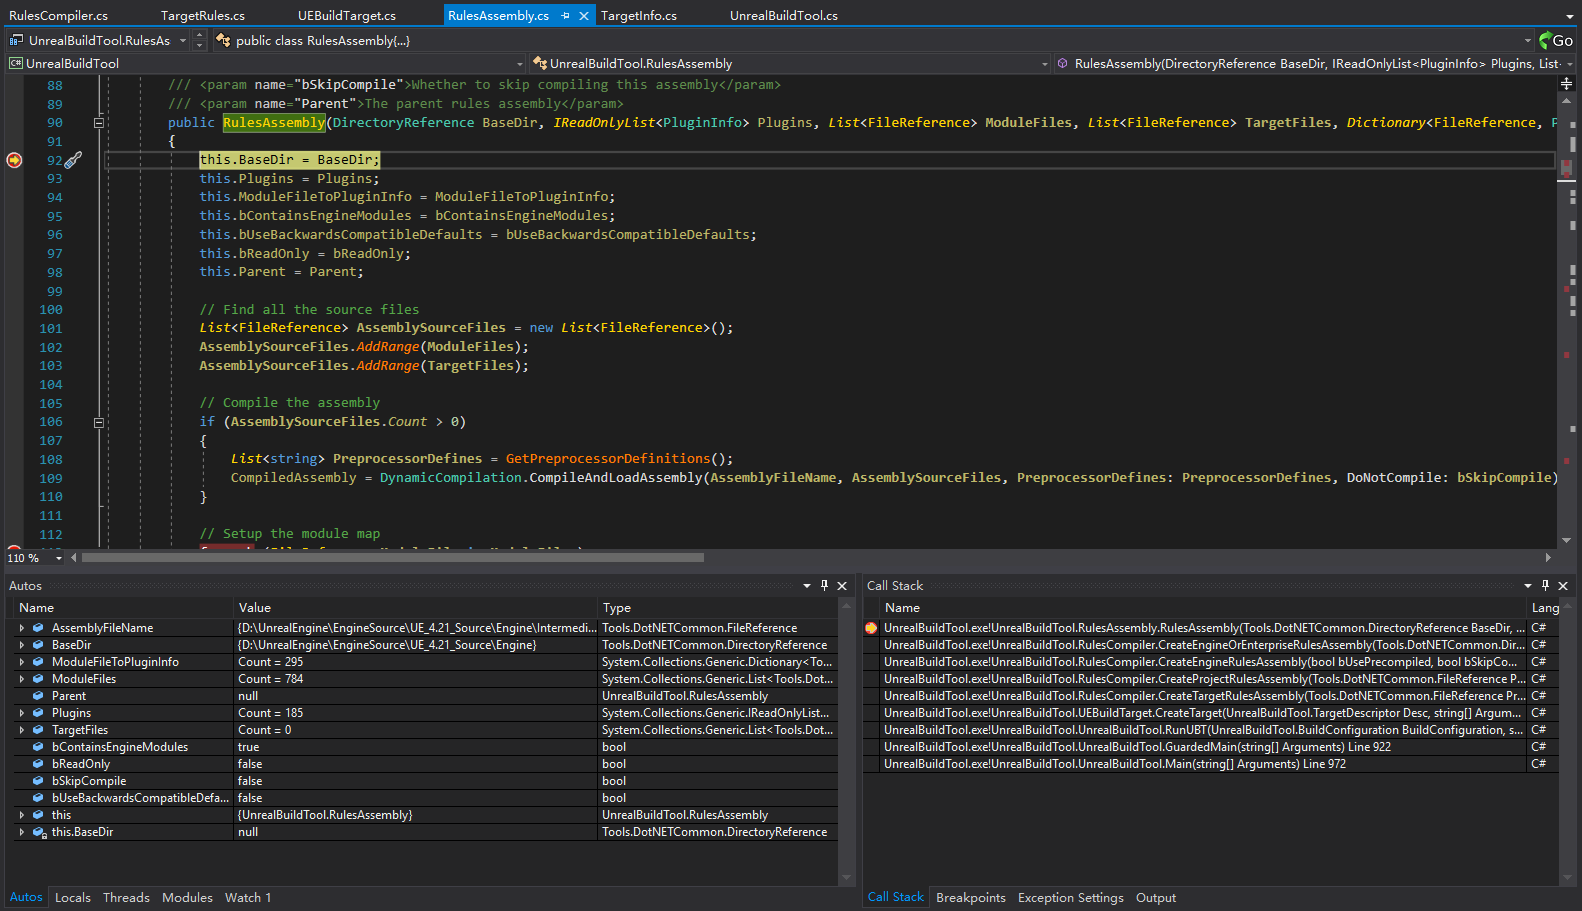 RulesCompiler.cs TargetRules.cs UEBuildTarget.cs RulesAssembly.cs TargetInfo.cs UnrealBuildTool.cs
UnrealBuildTool.RulesAs public class RulesAssembly{...} Go
C# UnrealBuildTool UnrealBuildTool.RulesAssembly RulesAssembly(DirectoryReference BaseDir, IReadOnlyList<PluginInfo> Plugins, List‹
88 /// <param name="bSkipCompile">Whether to skip compiling this assembly</param>
89 /// <param name="Parent">The parent rules assembly</param>
90 public RulesAssembly(DirectoryReference BaseDir, IReadOnlyList<PluginInfo> Plugins, List<FileReference> ModuleFiles, List<FileReference> TargetFiles, Dictionary<FileReference, P
91 {
92 this.BaseDir = BaseDir;
93 this.Plugins = Plugins;
94 this.ModuleFileToPluginInfo = ModuleFileToPluginInfo;
95 this.bContainsEngineModules = bContainsEngineModules;
96 this.bUseBackwardsCompatibleDefaults = bUseBackwardsCompatibleDefaults;
97 this.bReadOnly = bReadOnly;
98 this.Parent = Parent;
99
100 // Find all the source files
101 List<FileReference> AssemblySourceFiles = new List<FileReference>();
102 AssemblySourceFiles.AddRange(ModuleFiles);
103 AssemblySourceFiles.AddRange(TargetFiles);
104
105 // Compile the assembly
106 if (AssemblySourceFiles.Count > 0)
107 {
108 List<string> PreprocessorDefines = GetPreprocessorDefinitions();
109 CompiledAssembly = DynamicCompilation.CompileAndLoadAssembly(AssemblyFileName, AssemblySourceFiles, PreprocessorDefines: PreprocessorDefines, DoNotCompile: bSkipCompile)
110 }
111
112 // Setup the module map
110 %
Autos
Name Value Type
AssemblyFileName {D:\UnrealEngine\EngineSource\UE_4.21_Source\Engine\Intermedi... Tools.DotNETCommon.FileReference
BaseDir {D:\UnrealEngine\EngineSource\UE_4.21_Source\Engine} Tools.DotNETCommon.DirectoryReference
ModuleFileToPluginInfo Count = 295 System.Collections.Generic.Dictionary<To...
ModuleFiles Count = 784 System.Collections.Generic.List<Tools.Dot...
Parent null UnrealBuildTool.RulesAssembly
Plugins Count = 185 System.Collections.Generic.IReadOnlyList...
TargetFiles Count = 0 System.Collections.Generic.List<Tools.Dot...
bContainsEngineModules true bool
bReadOnly false bool
bSkipCompile false bool
bUseBackwardsCompatibleDefa... false bool
this {UnrealBuildTool.RulesAssembly} UnrealBuildTool.RulesAssembly
this.BaseDir null Tools.DotNETCommon.DirectoryReference
Autos Locals Threads Modules Watch 1
Call Stack
Name Lang
UnrealBuildTool.exe!UnrealBuildTool.RulesAssembly.RulesAssembly(Tools.DotNETCommon.DirectoryReference BaseDir, ... C#
UnrealBuildTool.exe!UnrealBuildTool.RulesCompiler.CreateEngineOrEnterpriseRulesAssembly(Tools.DotNETCommon.Dir... C#
UnrealBuildTool.exe!UnrealBuildTool.RulesCompiler.CreateEngineRulesAssembly(bool bUsePrecompiled, bool bSkipCo... C#
UnrealBuildTool.exe!UnrealBuildTool.RulesCompiler.CreateProjectRulesAssembly(Tools.DotNETCommon.FileReference P... C#
UnrealBuildTool.exe!UnrealBuildTool.RulesCompiler.CreateTargetRulesAssembly(Tools.DotNETCommon.FileReference Pr... C#
UnrealBuildTool.exe!UnrealBuildTool.UEBuildTarget.CreateTarget(UnrealBuildTool.TargetDescriptor Desc, string[] Argum... C#
UnrealBuildTool.exe!UnrealBuildTool.UnrealBuildTool.RunUBT(UnrealBuildTool.BuildConfiguration BuildConfiguration, s... C#
UnrealBuildTool.exe!UnrealBuildTool.UnrealBuildTool.GuardedMain(string[] Arguments) Line 922 C#
UnrealBuildTool.exe!UnrealBuildTool.UnrealBuildTool.Main(string[] Arguments) Line 972 C#
Call Stack Breakpoints Exception Settings Output